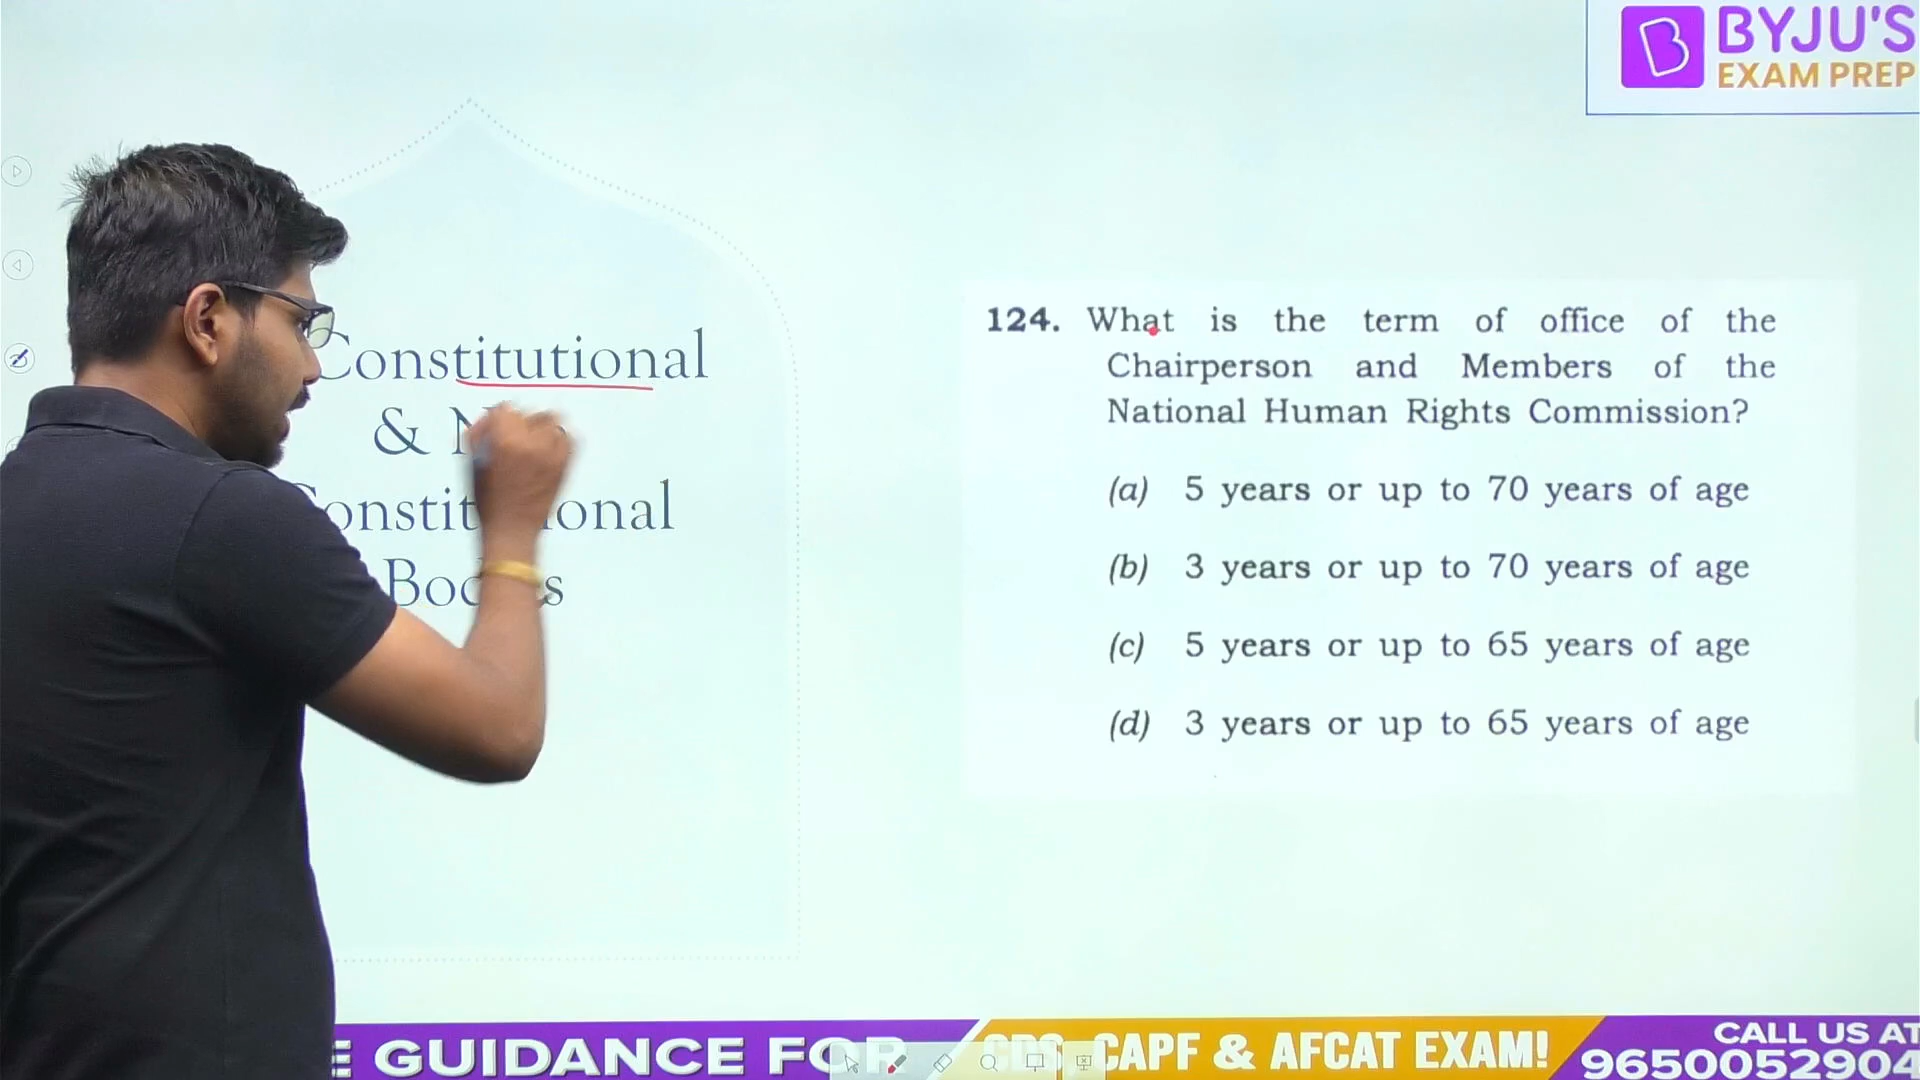 BYJU'S
EXAM PREP
Constitutional
&
Bod s
124. What is the term of office of the
Chairperson and Members of the
National Human Rights Commission?
(a) 5 years or up to 70 years of age
(b) 3 years or up to 70 years of age
(c) 5 years or up to 65 years of age
(d) 3 years or up to 65 years of age
E GUIDANCE FOR CDS, CAPF & AFCAT EXAM!
CALL US AT
9650052904